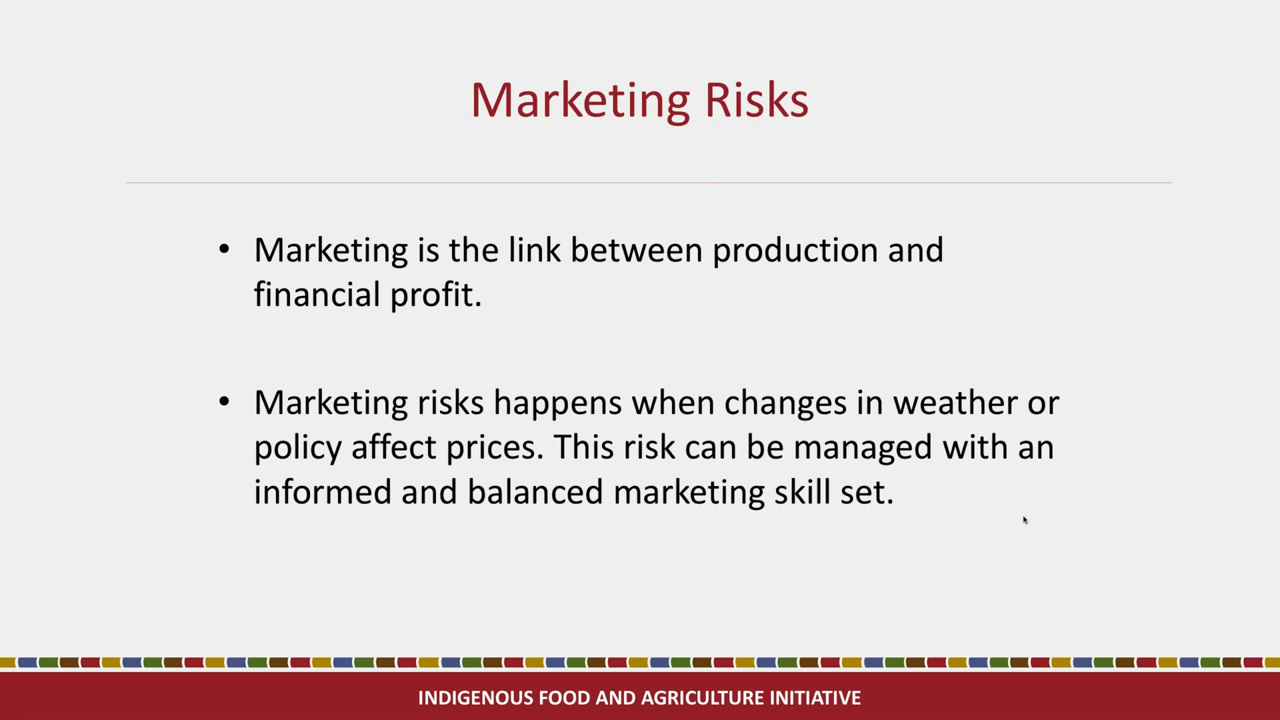 Marketing Risks
• Marketing is the link between production and
financial profit.
• Marketing risks happens when changes in weather or
policy affect prices. This risk can be managed with an
informed and balanced marketing skill set.
INDIGENOUS FOOD AND AGRICULTURE INITIATIVE